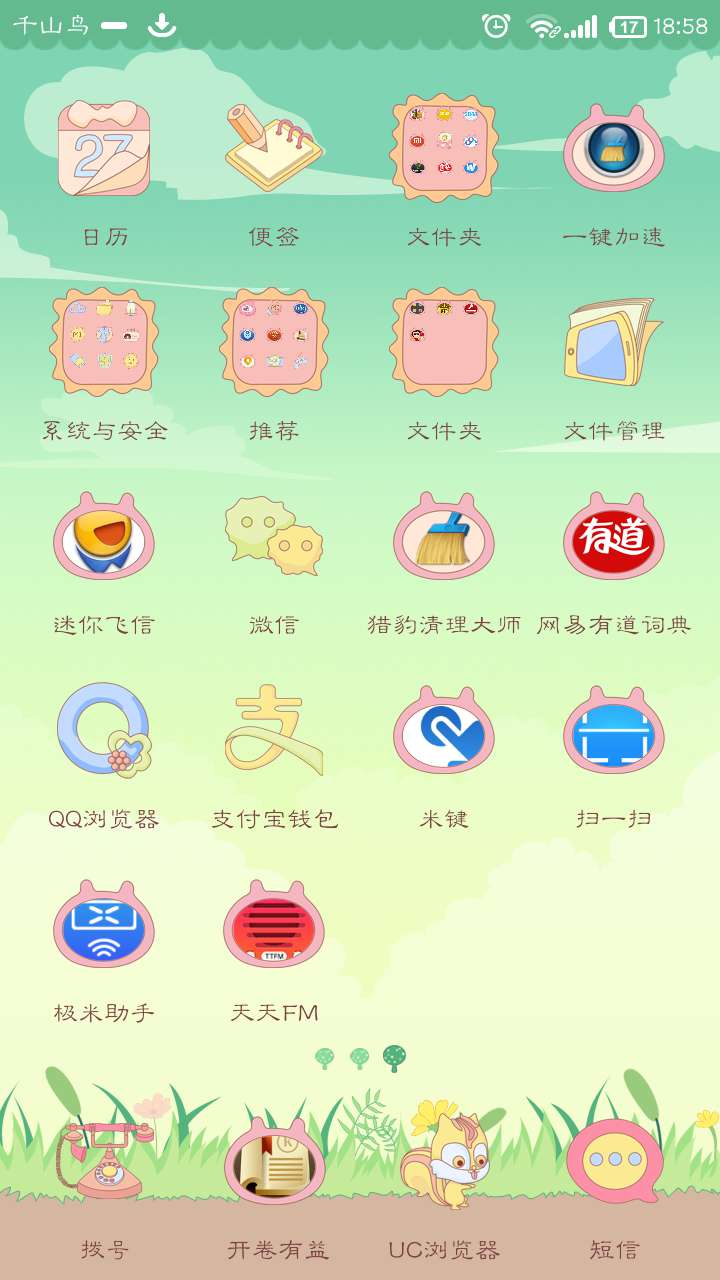 千山鸟 17 18:58
27
日历 便签 文件夹 一键加速
系统与安全 推荐 文件夹 文件管理
有道
迷你飞信 微信 猎豹清理大师 网易有道词典
支
QQ浏览器 支付宝钱包 米键 扫一扫
TTFM
极米助手 天天FM
K
拨号 开卷有益 UC浏览器 短信